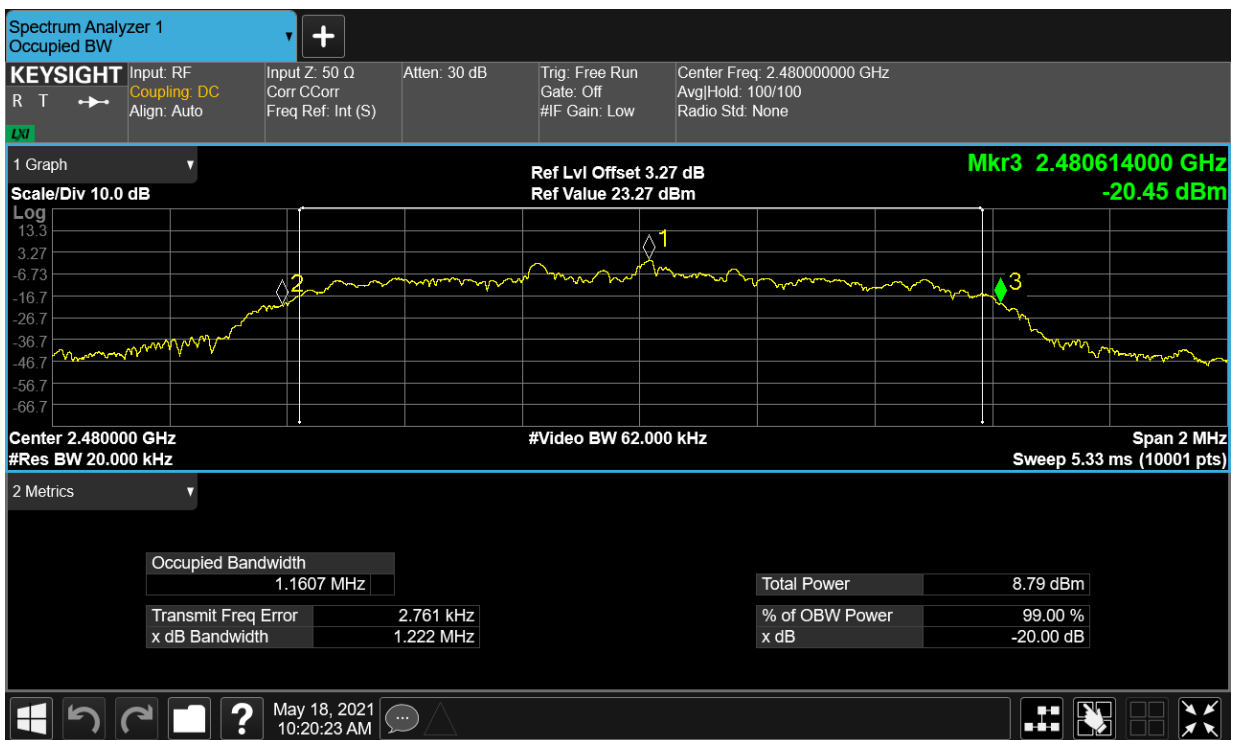 Spectrum Analyzer 1
Occupied BW
KEYSIGHT
R T
LXI
Input: RF
Coupling: DC
Align: Auto
Input Z: 50 Ω
Corr CCorr
Freq Ref: Int (S)
Atten: 30 dB
Trig: Free Run
Gate: Off
#IF Gain: Low
Center Freq: 2.480000000 GHz
Avg|Hold: 100/100
Radio Std: None
1 Graph
Scale/Div 10.0 dB
Ref Lvl Offset 3.27 dB
Ref Value 23.27 dBm
Mkr3 2.480614000 GHz
-20.45 dBm
Log
13.3
3.27
-6.73
-16.7
-26.7
-36.7
-46.7
-56.7
-66.7
1
2
3
Center 2.480000 GHz
#Res BW 20.000 kHz
#Video BW 62.000 kHz
Span 2 MHz
Sweep 5.33 ms (10001 pts)
2 Metrics
Occupied Bandwidth
1.1607 MHz
Transmit Freq Error 2.761 kHz
x dB Bandwidth 1.222 MHz
Total Power 8.79 dBm
% of OBW Power 99.00 %
x dB -20.00 dB
?
May 18, 2021
10:20:23 AM